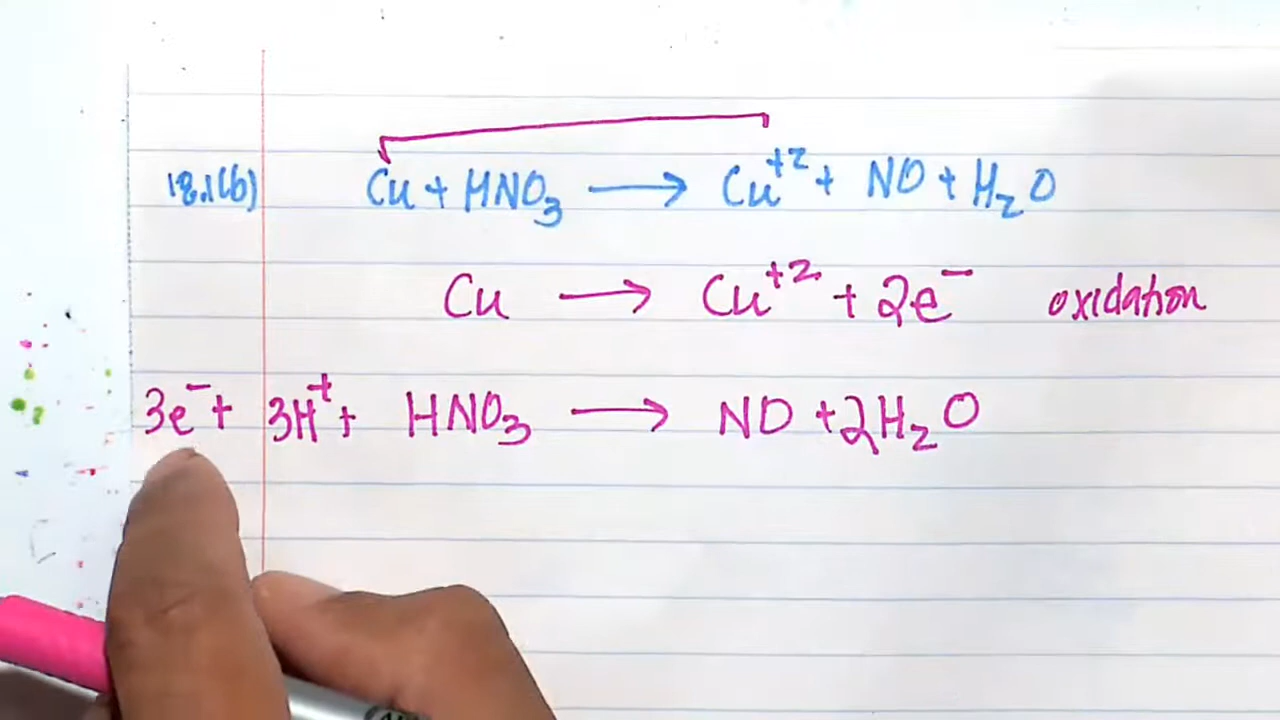 18.1(b) Cu + HNO₃ ⟶ Cu⁺² + NO + H₂O
Cu ⟶ Cu⁺² + 2e⁻ oxidation
3e⁻ + 3H⁺ + HNO₃ ⟶ NO + 2H₂O